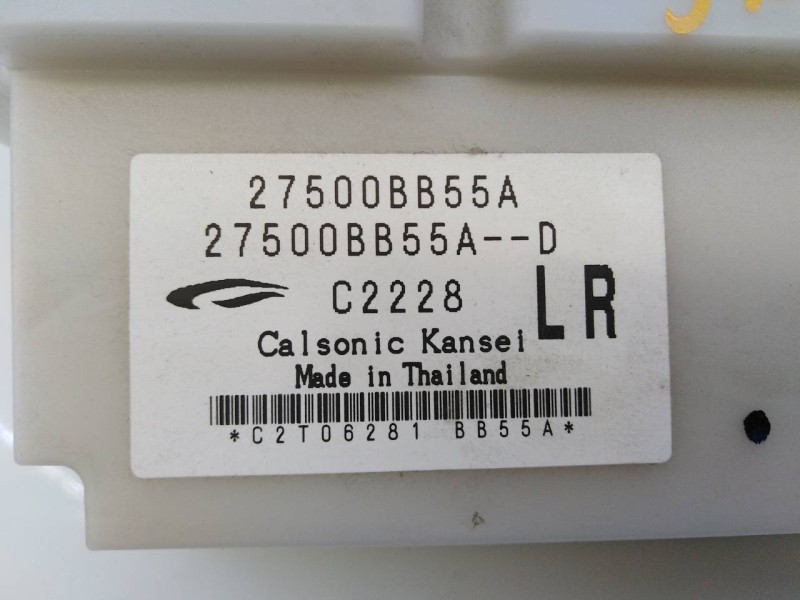 27500BB55A
27500BB55A--D
C2228 LR
Calsonic Kansei
Made in Thailand
*C2T06281 BB55A*